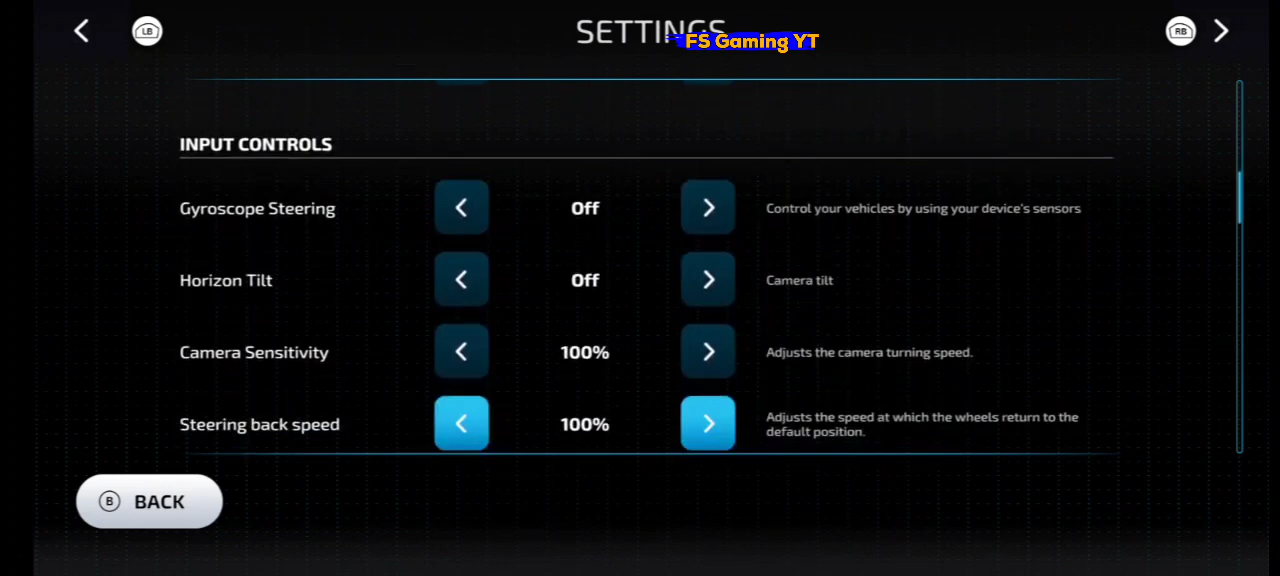 LB
SETTINGS
FS Gaming YT
RB
INPUT CONTROLS
Gyroscope Steering
Off
Control your vehicles by using your device's sensors
Horizon Tilt
Off
Camera tilt
Camera Sensitivity
100%
Adjusts the camera turning speed.
Steering back speed
100%
Adjusts the speed at which the wheels return to the
default position.
B BACK